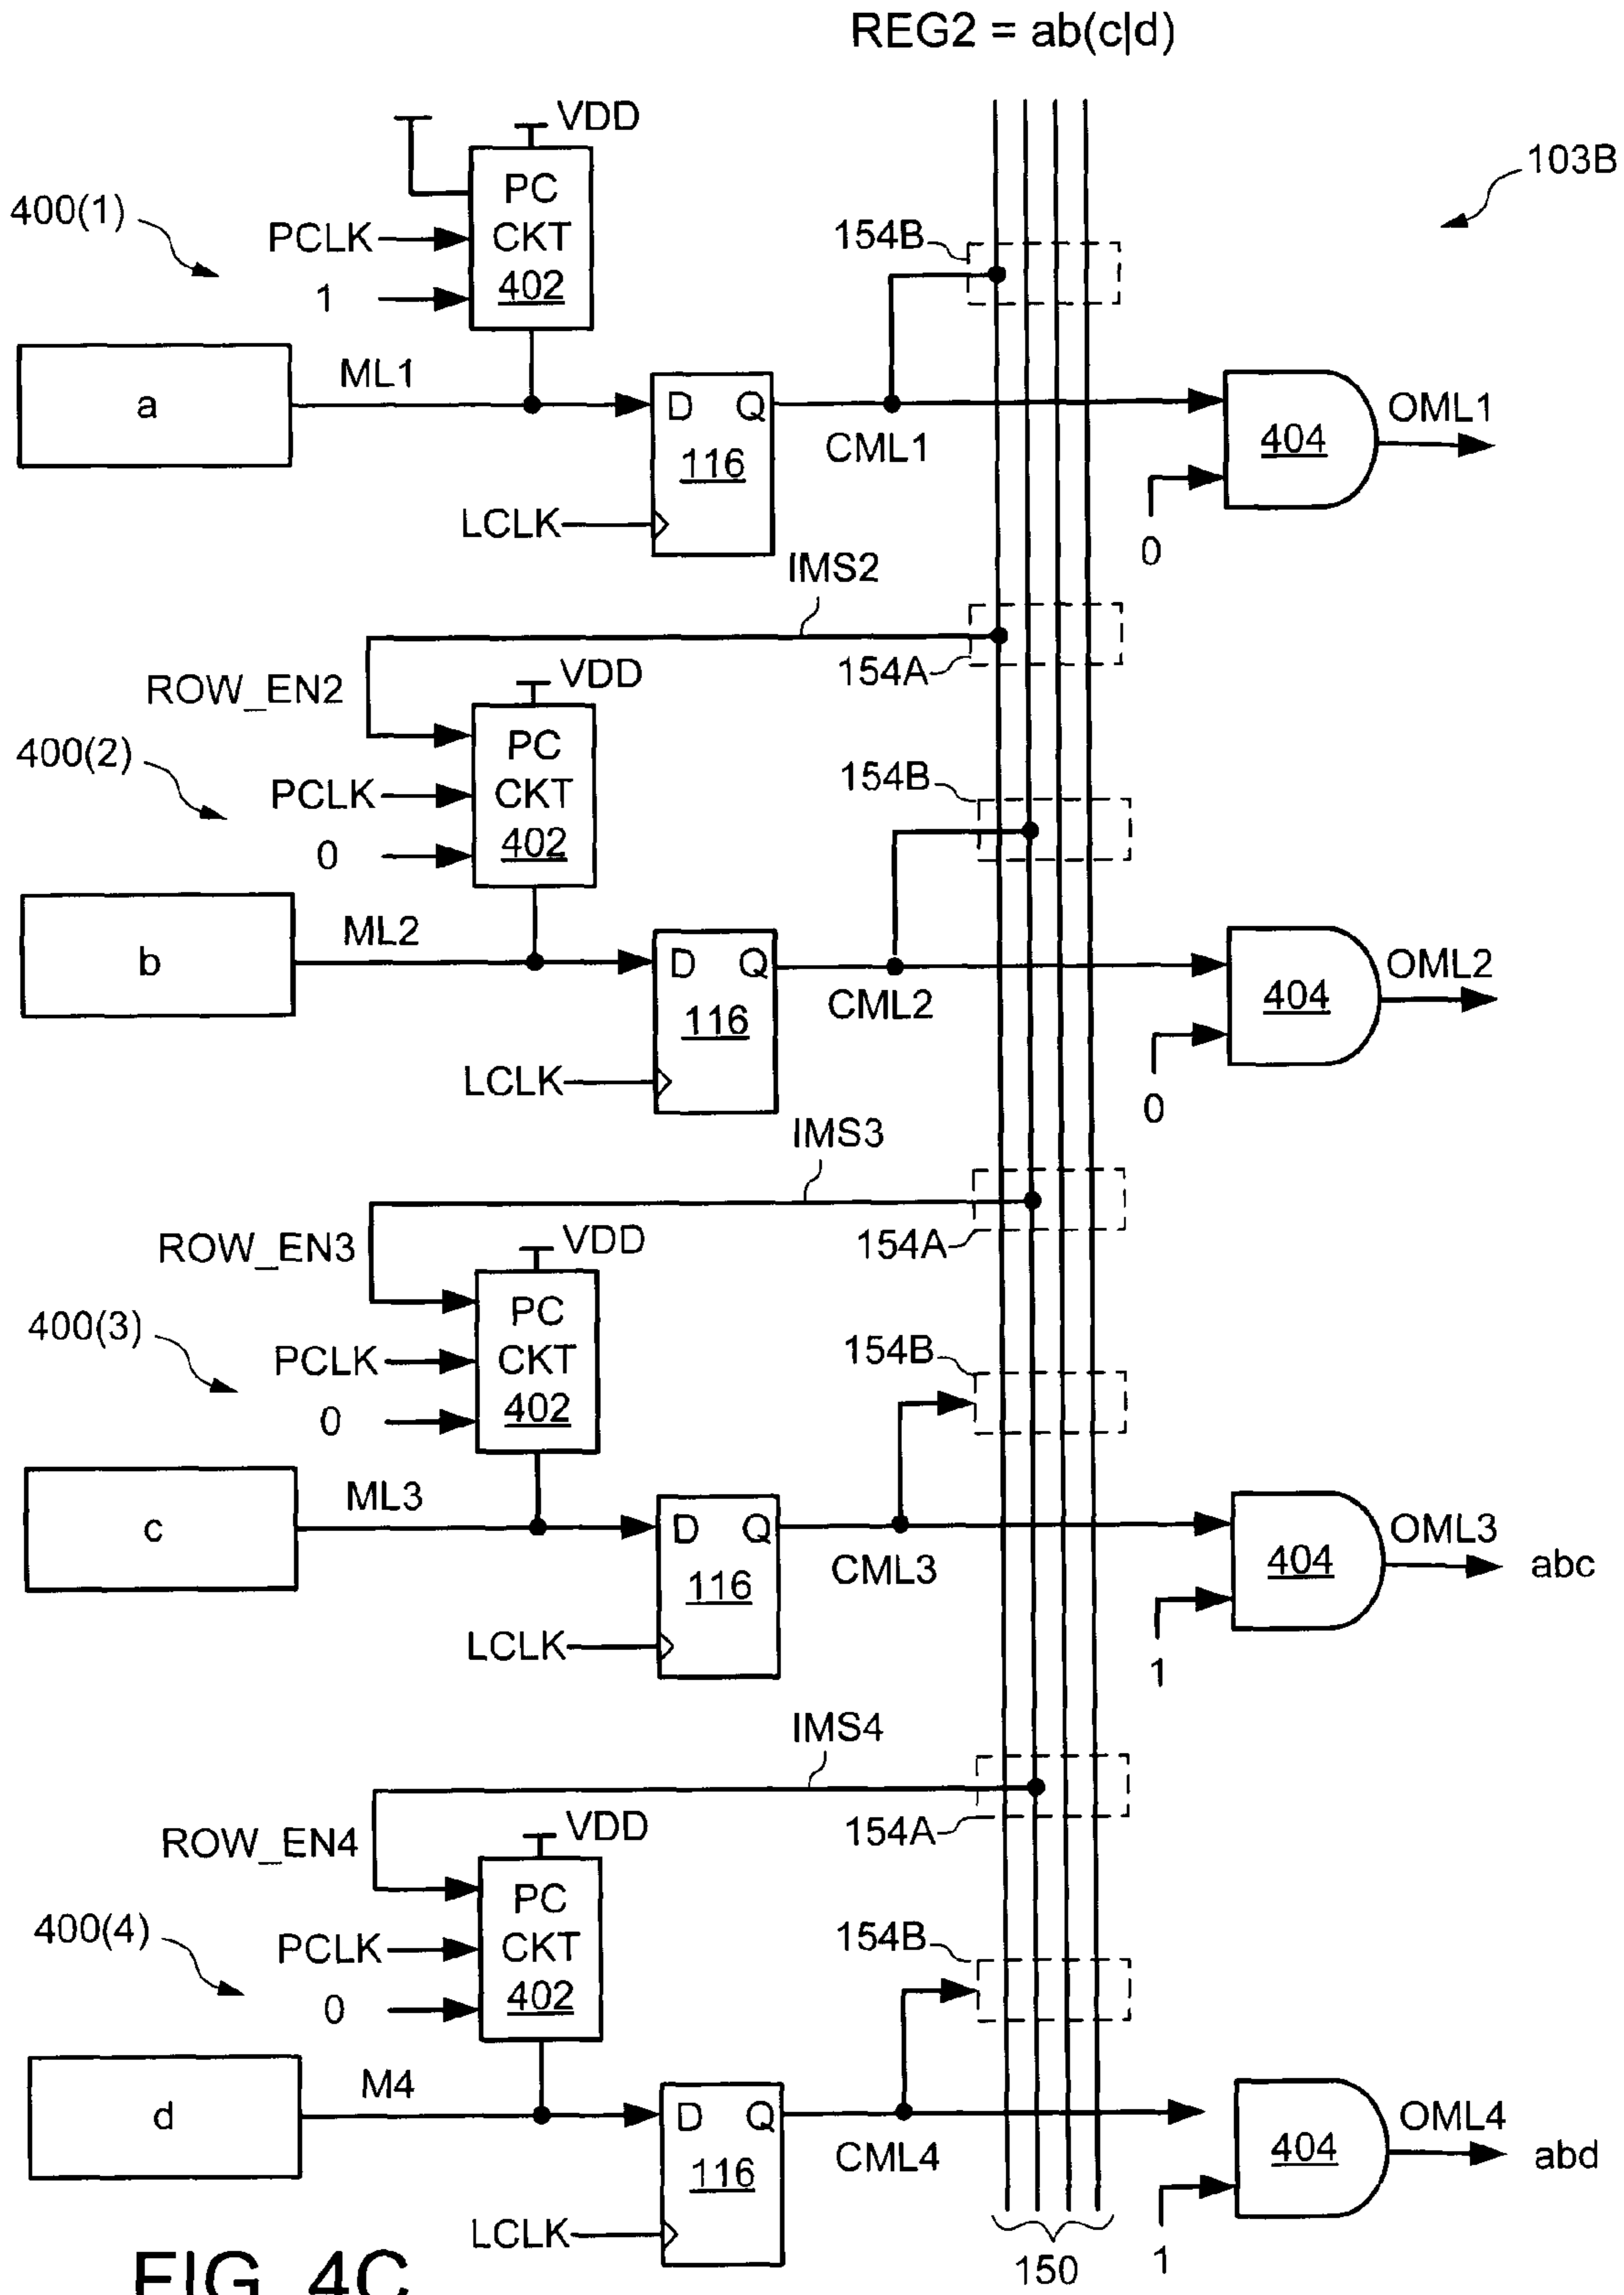 REG2 = ab(c|d)
VDD
103B
400(1)
PC
CKT
402
PCLK
1
154B
a
ML1
D Q
116
CML1
404
OML1
LCLK
0
IMS2
154A
ROW_EN2
VDD
400(2)
PC
CKT
402
PCLK
0
154B
b
ML2
D Q
116
CML2
404
OML2
LCLK
0
IMS3
154A
ROW_EN3
VDD
400(3)
PC
CKT
402
PCLK
0
154B
c
ML3
D Q
116
CML3
404
OML3
abc
LCLK
1
IMS4
154A
ROW_EN4
VDD
400(4)
PC
CKT
402
PCLK
0
154B
d
M4
D Q
116
CML4
404
OML4
abd
LCLK
1
150
FIG. 4C